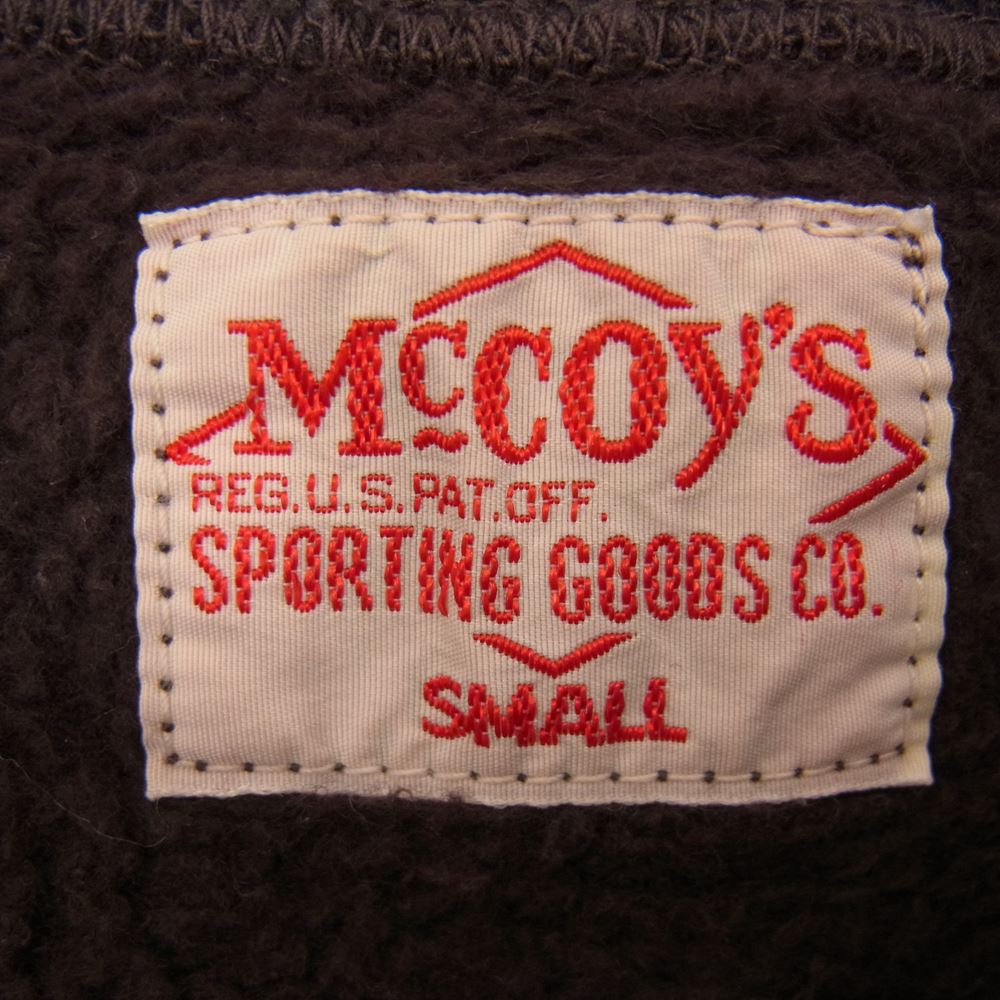 McCOY'S
REG.U.S.PAT.OFF.
SPORTING GOODS CO.
SMALL